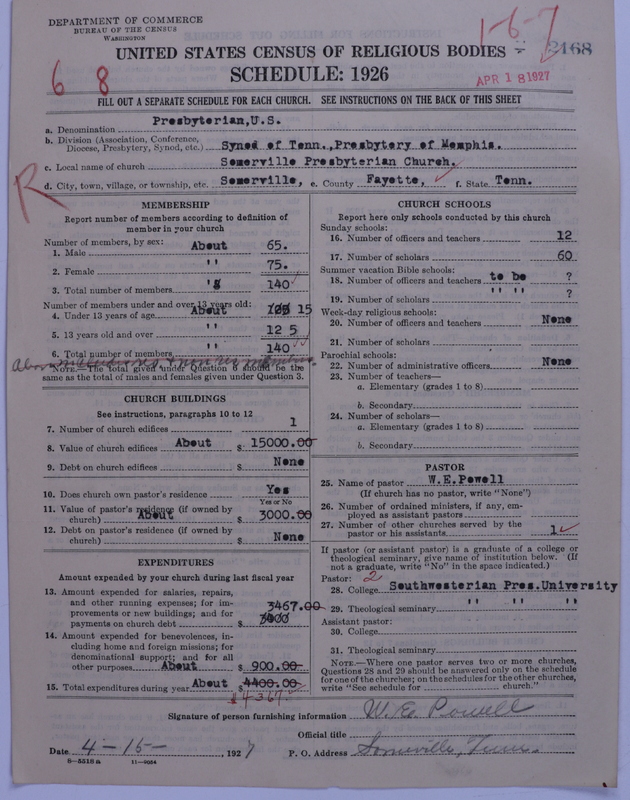 DEPARTMENT OF COMMERCE
BUREAU OF THE CENSUS
WASHINGTON
1-6-7
2168
UNITED STATES CENSUS OF RELIGIOUS BODIES
SCHEDULE: 1926
APR 18 1927
6 8
FILL OUT A SEPARATE SCHEDULE FOR EACH CHURCH. SEE INSTRUCTIONS ON THE BACK OF THIS SHEET
R
a. Denomination Presbyterian,U.S.
b. Division (Association, Conference, Diocese, Presbytery, Synod, etc.) Synod of Tenn.,Presbytery of Memphis.
c. Local name of church Somerville Presbyterian Church.
d. City, town, village, or township, etc. Somerville, e. County Fayette, f. State Tenn.
MEMBERSHIP
Report number of members according to definition of
member in your church
Number of members, by sex:
1. Male About 65.
2. Female '' 75.
3. Total number of members 140
Number of members under and over 13 years old:
4. Under 13 years of age About 15
5. 13 years old and over '' 12 5
6. Total number of members '' 140
NOTE.—The total given under Question 6 should be the
same as the total of males and females given under Question 3.
CHURCH BUILDINGS
See instructions, paragraphs 10 to 12
7. Number of church edifices 1
8. Value of church edifices About $ 15000.00
9. Debt on church edifices $ None
10. Does church own pastor's residence Yes
Yes or No
11. Value of pastor's residence (if owned by
church) About $ 3000.00
12. Debt on pastor's residence (if owned by
church) $ None
EXPENDITURES
Amount expended by your church during last fiscal year
13. Amount expended for salaries, repairs,
and other running expenses; for im-
provements or new buildings; and for
payments on church debt $ 3467.00
14. Amount expended for benevolences, in-
cluding home and foreign missions; for
denominational support; and for all
other purposes About $ 900.00
15. Total expenditures during year About $ 4400.00
$4367
CHURCH SCHOOLS
Report here only schools conducted by this church
Sunday schools:
16. Number of officers and teachers 12
17. Number of scholars 60
Summer vacation Bible schools:
18. Number of officers and teachers to be ?
19. Number of scholars '' '' ?
Week-day religious schools:
20. Number of officers and teachers None
21. Number of scholars
Parochial schools:
22. Number of administrative officers None
23. Number of teachers—
a. Elementary (grades 1 to 8)
b. Secondary
24. Number of scholars—
a. Elementary (grades 1 to 8)
b. Secondary
PASTOR
25. Name of pastor W.E.Powell
(If church has no pastor, write "None")
26. Number of ordained ministers, if any, em-
ployed as assistant pastors
27. Number of other churches served by the
pastor or his assistants 1
If pastor (or assistant pastor) is a graduate of a college or
theological seminary, give name of institution below. (If
not a graduate, write "No" in the space indicated.)
Pastor: 2
28. College Southwesterian Pres.University
29. Theological seminary '' '' ''
Assistant pastor:
30. College
31. Theological seminary
NOTE.—Where one pastor serves two or more churches,
Questions 28 and 29 should be answered only on the schedule
for one of the churches; on the schedules for the other churches,
write "See schedule for church."
Signature of person furnishing information W. E. Powell
Official title
Date 4-15- 1927 P. O. Address Somerville, Tenn.
8-5518 a 11-9064